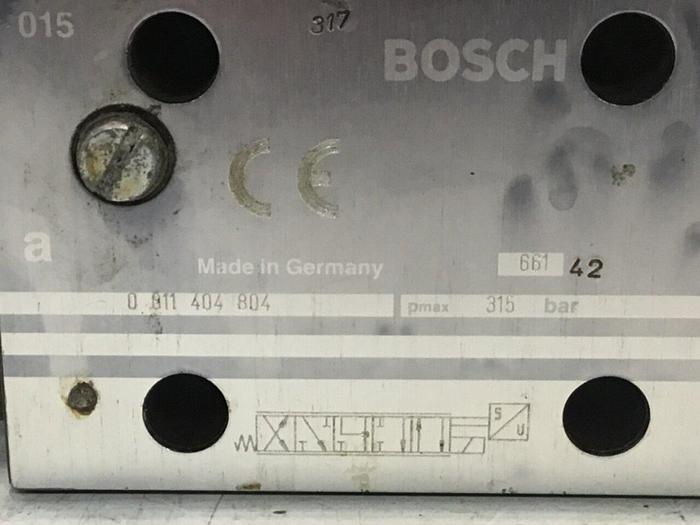 015
317
BOSCH
CE
a
Made in Germany
661 42
0 811 404 804
pmax 315 bar
S
U
T T T T